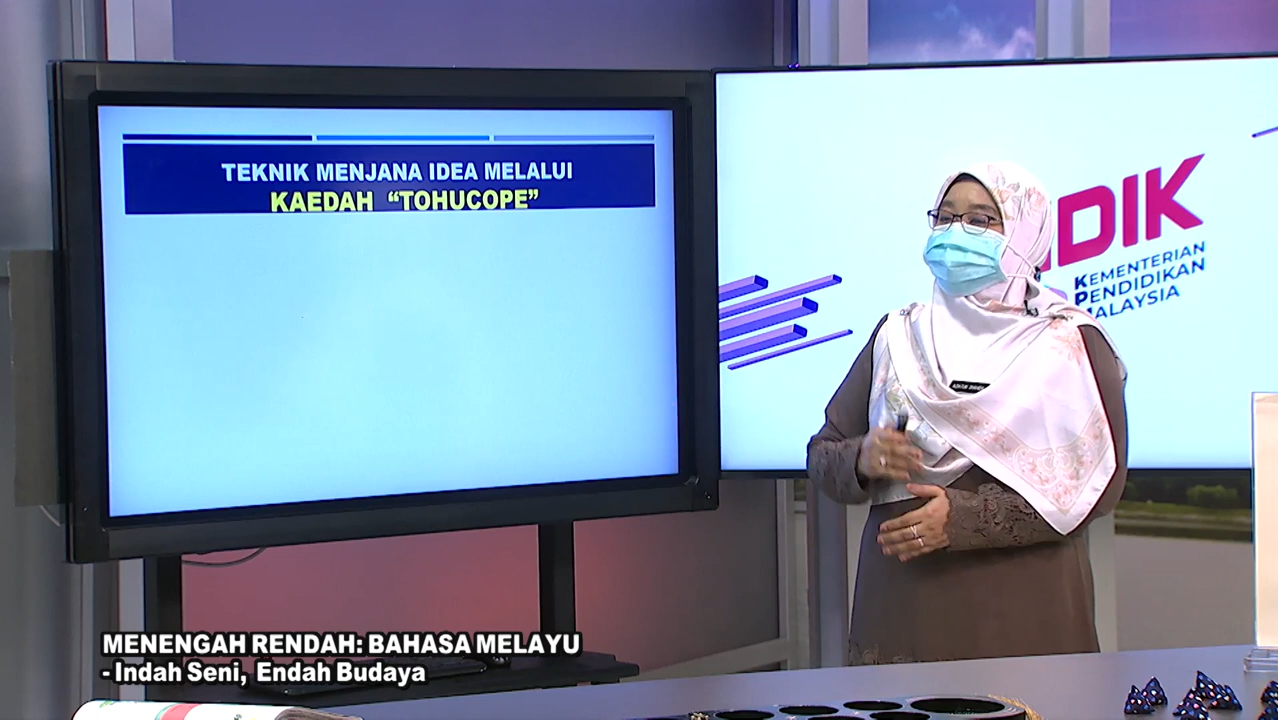 TEKNIK MENJANA IDEA MELALUI
KAEDAH "TOHUCOPE"
DIK
KEMENTERIAN
PENDIDIKAN
MALAYSIA
MENENGAH RENDAH: BAHASA MELAYU
- Indah Seni, Endah Budaya